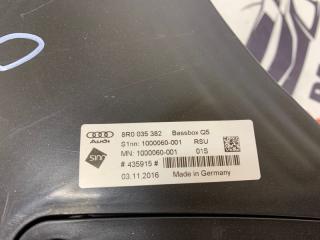 8R0 035 382 Bassbox Q5
Audi
S1nn: 1000060-001 RSU
MN: 1000060-001 01S
# 435915 #
03.11.2016 Made in Germany